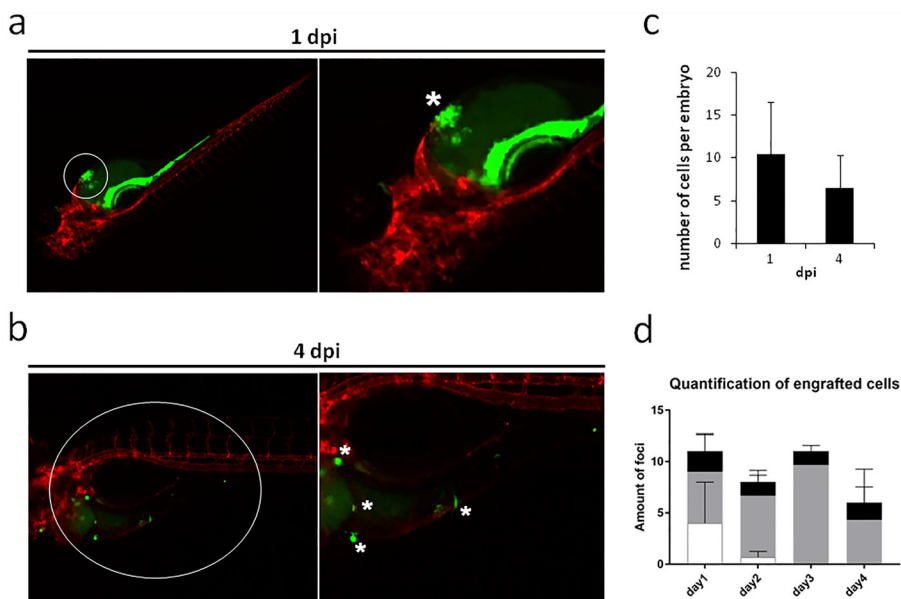 a
1 dpi
*
b
4 dpi
*
*
*
*
c
number of cells per embryo
20
15
10
5
0
1
4
dpi
d
Quantification of engrafted cells
Amount of foci
15
10
5
0
day1
day2
day3
day4